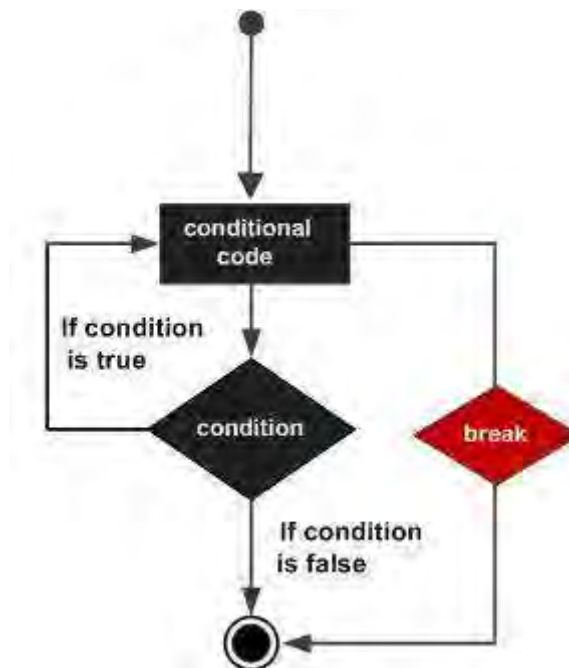 conditional
code
If condition
is true
condition
break
If condition
is false